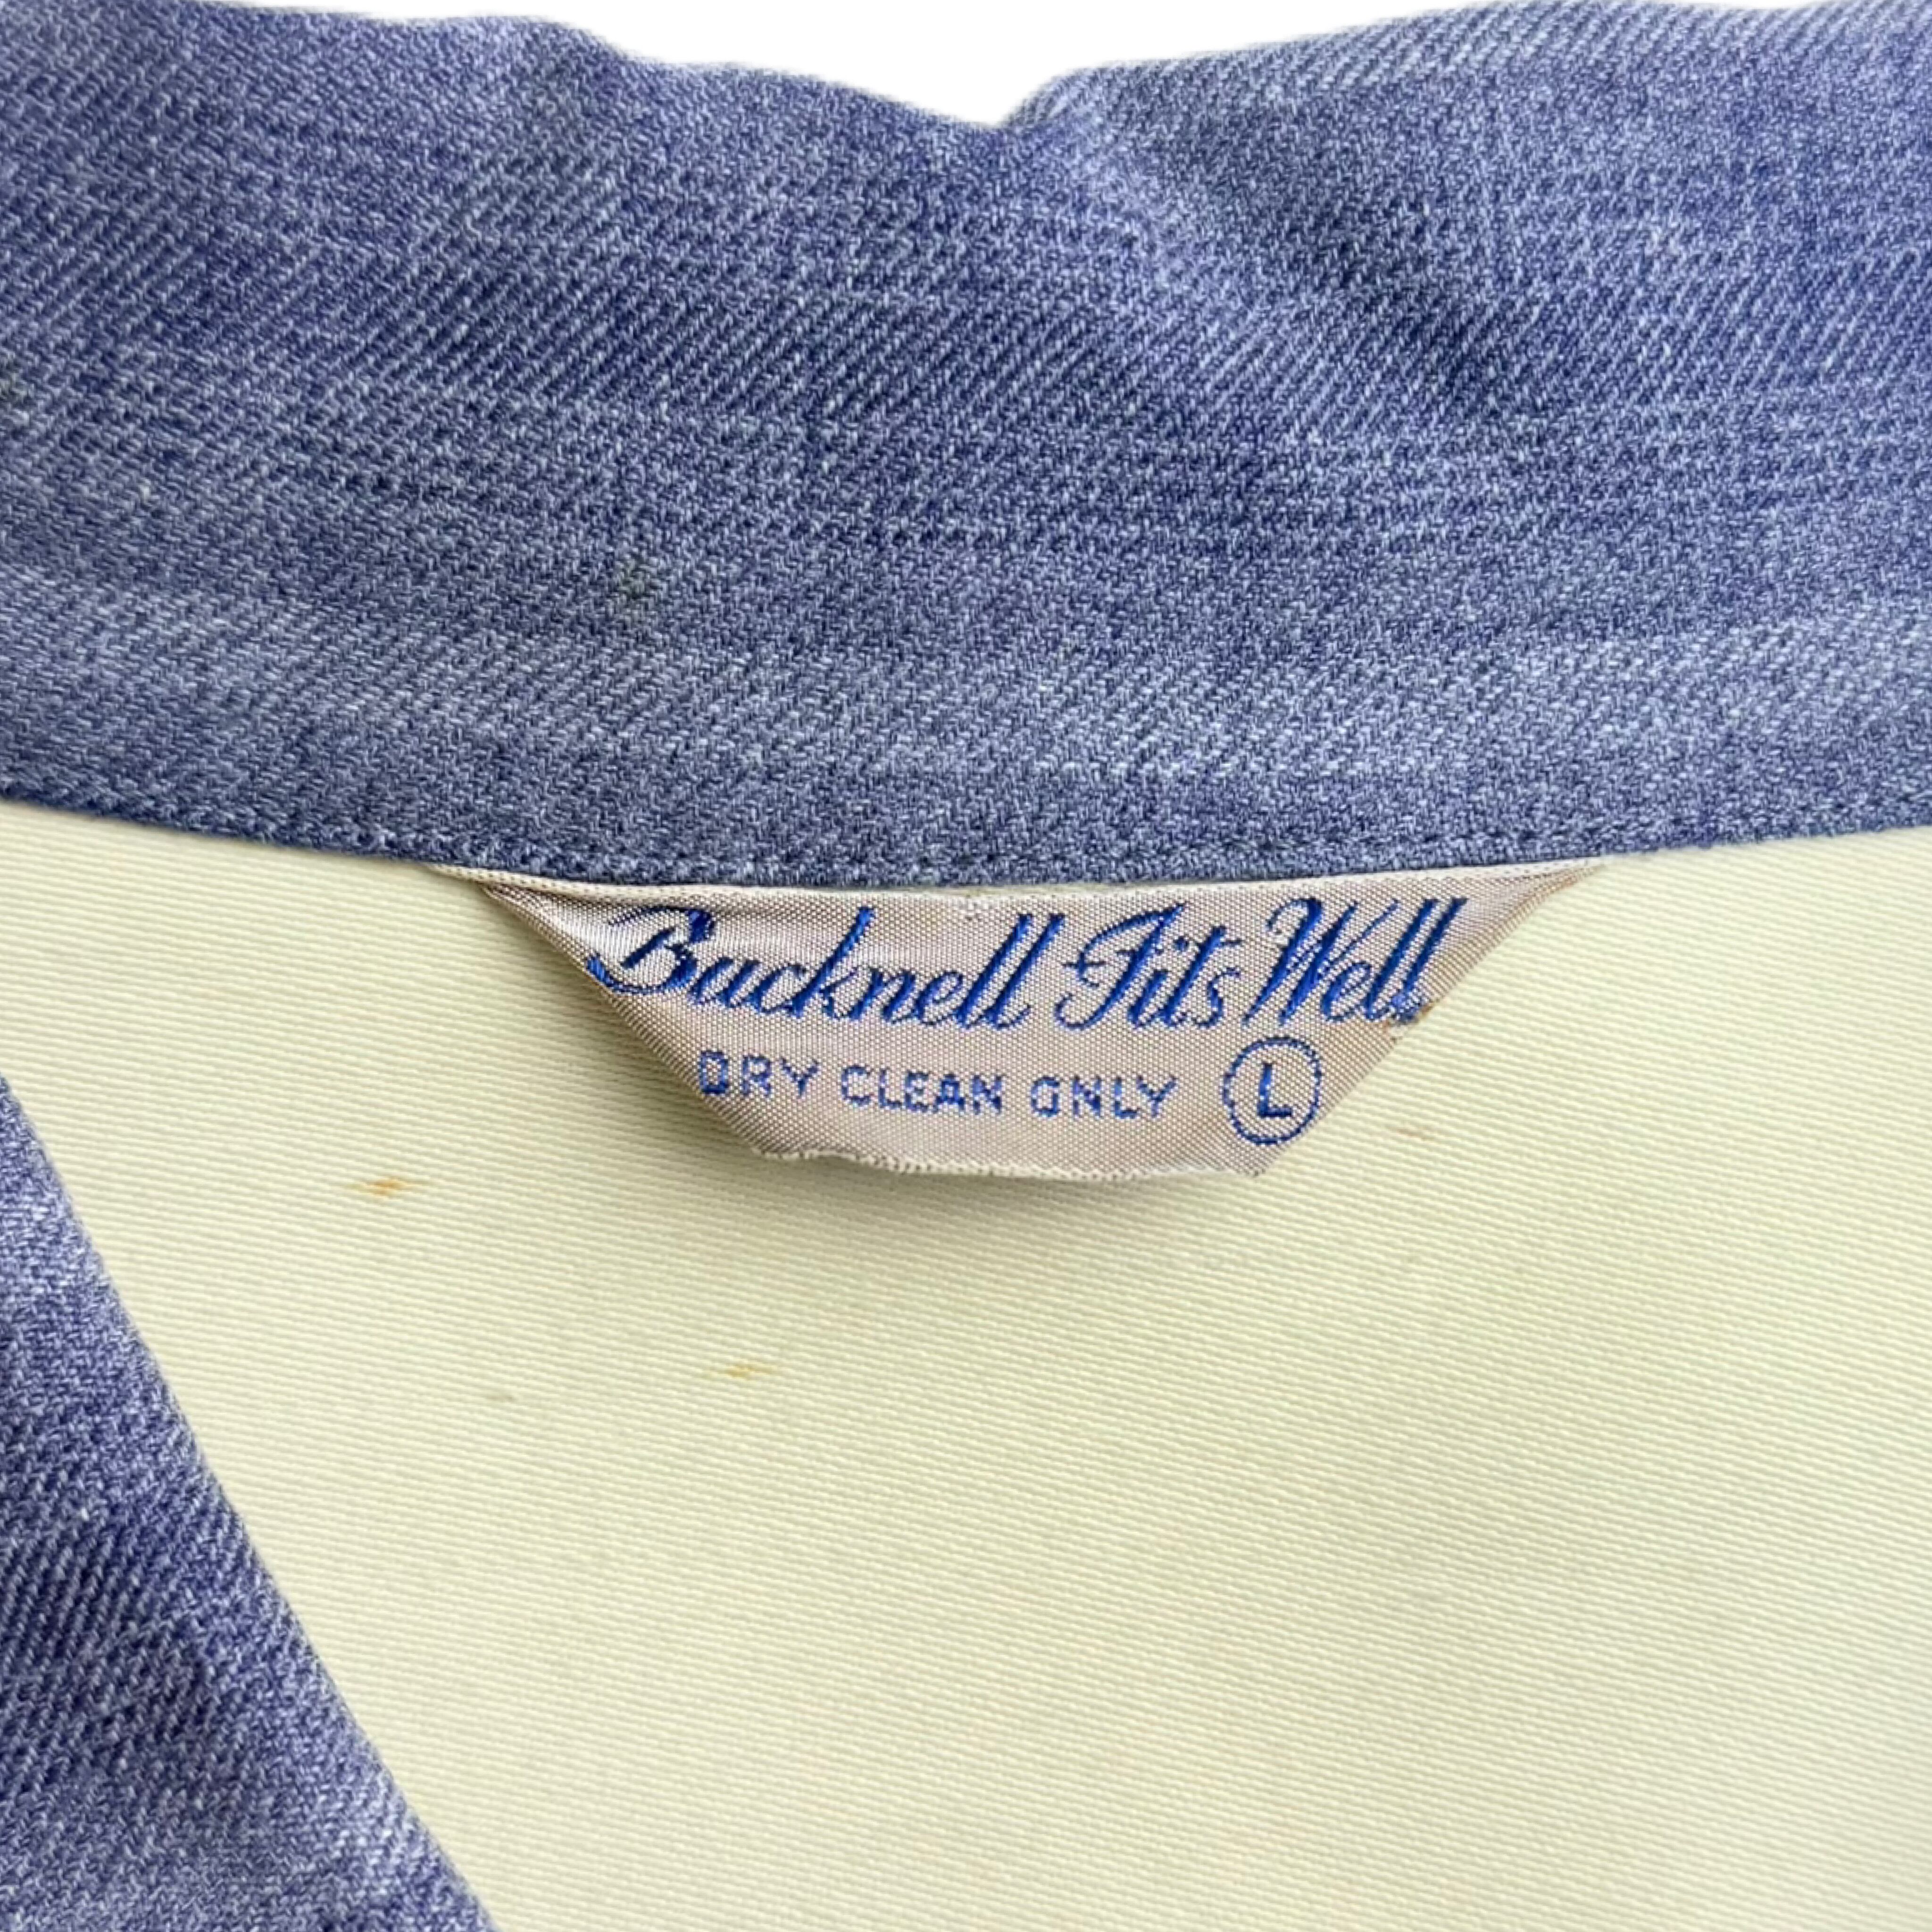 Bucknell Fits Well
DRY CLEAN ONLY L